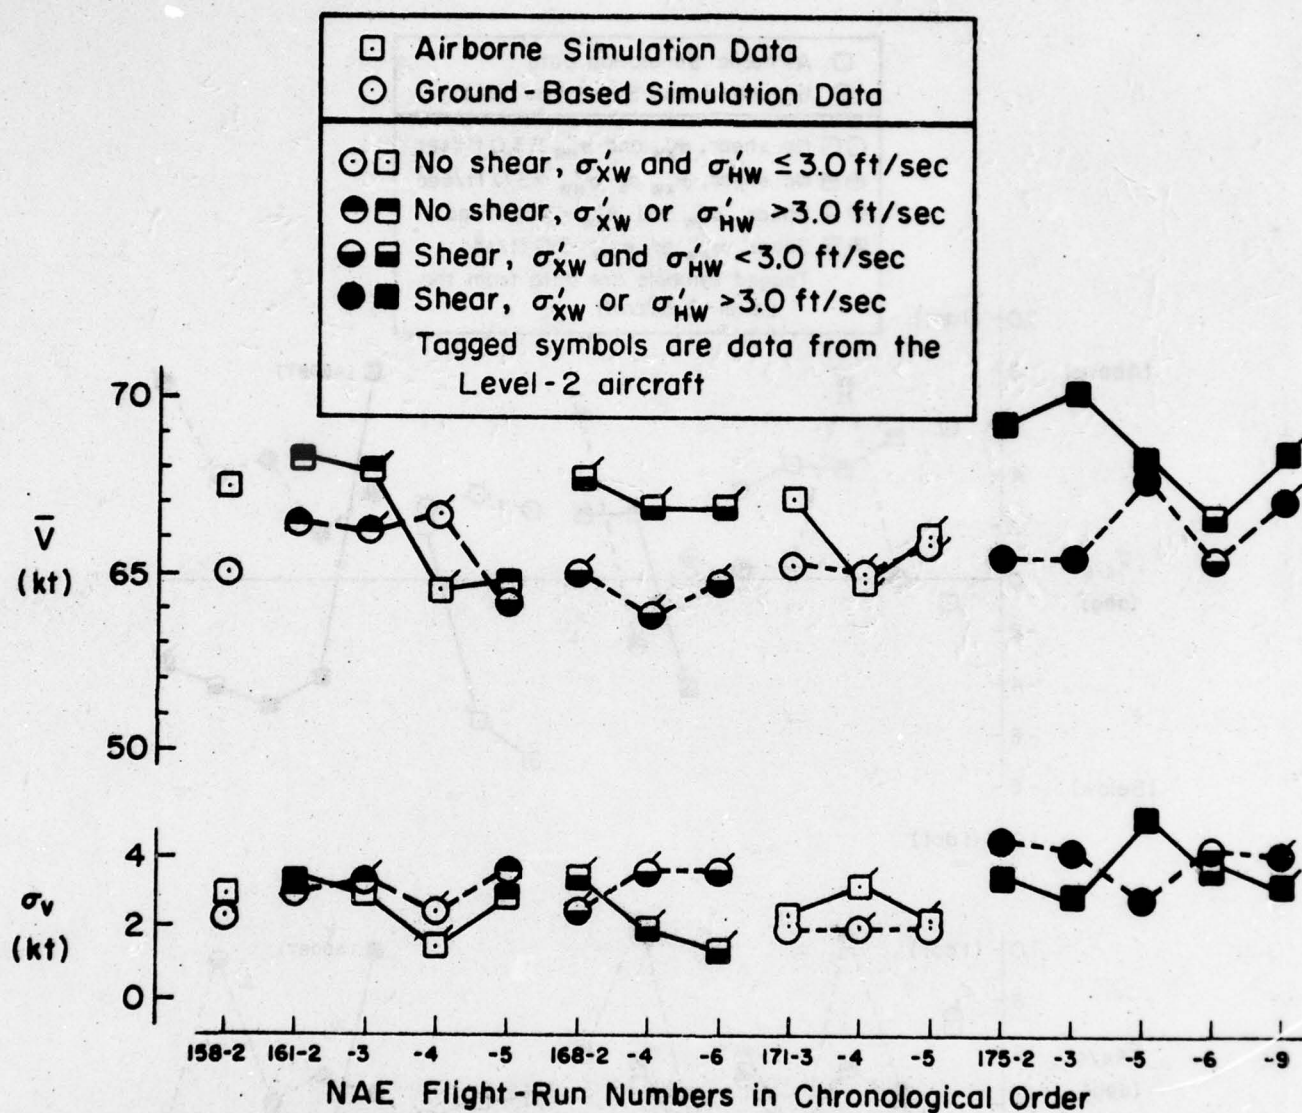 Airborne Simulation Data
Ground-Based Simulation Data
No shear, σ'XW and σ'HW ≤ 3.0 ft/sec
No shear, σ'XW or σ'HW >3.0 ft/sec
Shear, σ'XW and σ'HW <3.0 ft/sec
Shear, σ'XW or σ'HW >3.0 ft/sec
Tagged symbols are data from the
Level-2 aircraft
70
V̅
(kt)
65
50
4
σv
(kt)
2
0
158-2 161-2 -3 -4 -5 168-2 -4 -6 171-3 -4 -5 175-2 -3 -5 -6 -9
NAE Flight-Run Numbers in Chronological Order